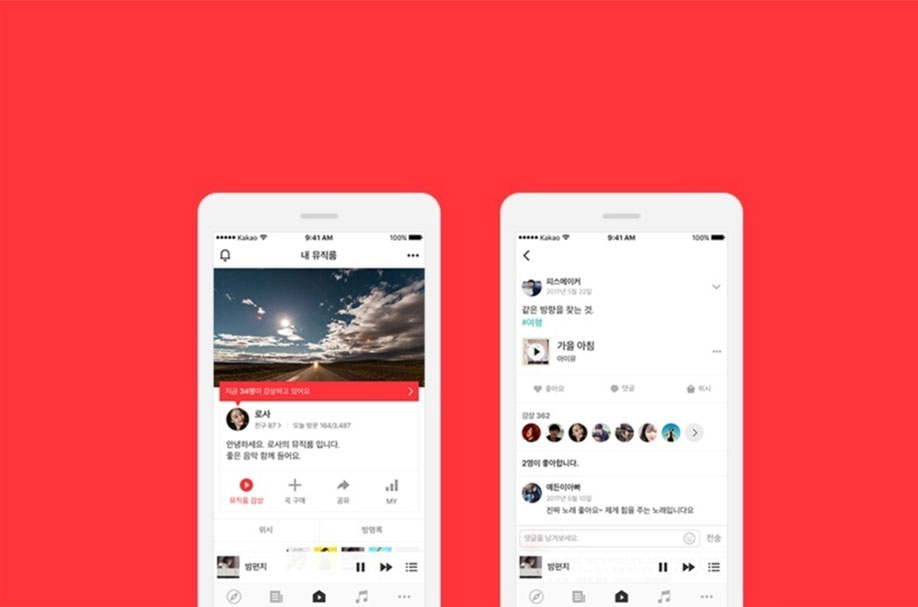 Kakao 9:41 AM 100%
내 뮤직룸
지금 34명이 감상하고 있어요
로사
친구 87 오늘 방문 164/3,487
안녕하세요. 로사의 뮤직룸 입니다.
좋은 음악 함께 들어요.
뮤직룸 감상 곡 구매 공유 MY
위시 방명록
밤편지
Kakao 9:41 AM 100%
피스메이커
2017년 5월 22일
같은 방향을 찾는 것.
#여행
가을 아침
아이유
좋아요 댓글 위시
감상 362
2명이 좋아합니다.
예든이아빠
2017년 6월 10일
진짜 노래 좋아요~ 제게 힘을 주는 노래입니다요
댓글을 남겨보세요 전송
밤편지